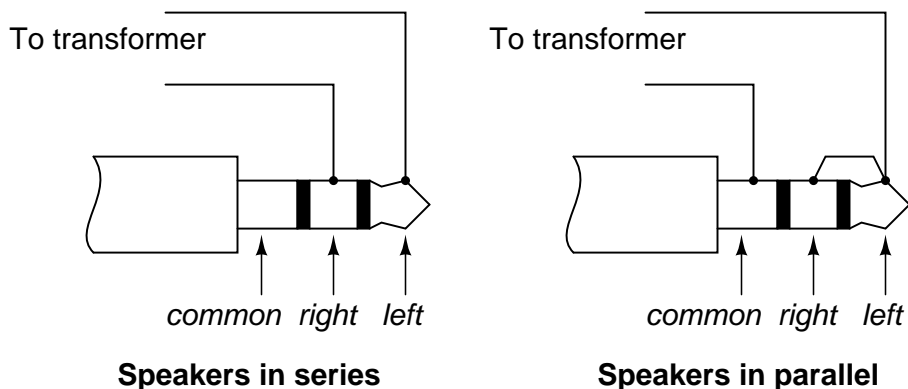 To transformer
To transformer
common right left
common right left
Speakers in series
Speakers in parallel